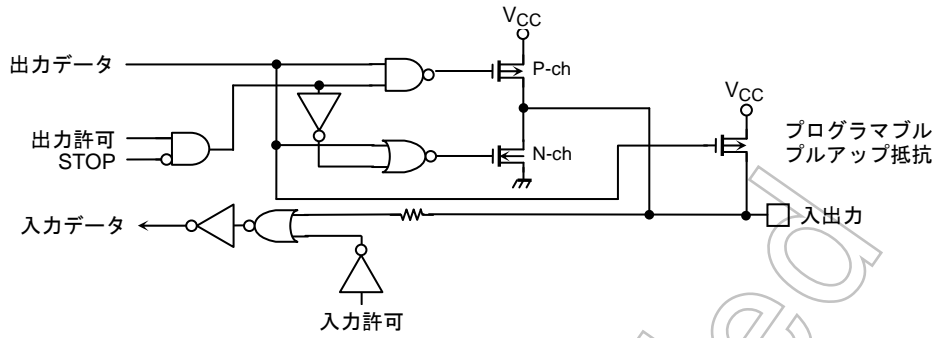 VCC
出力データ
P-ch
VCC
出力許可
STOP
N-ch
プログラマブル
プルアップ抵抗
入力データ
入出力
入力許可